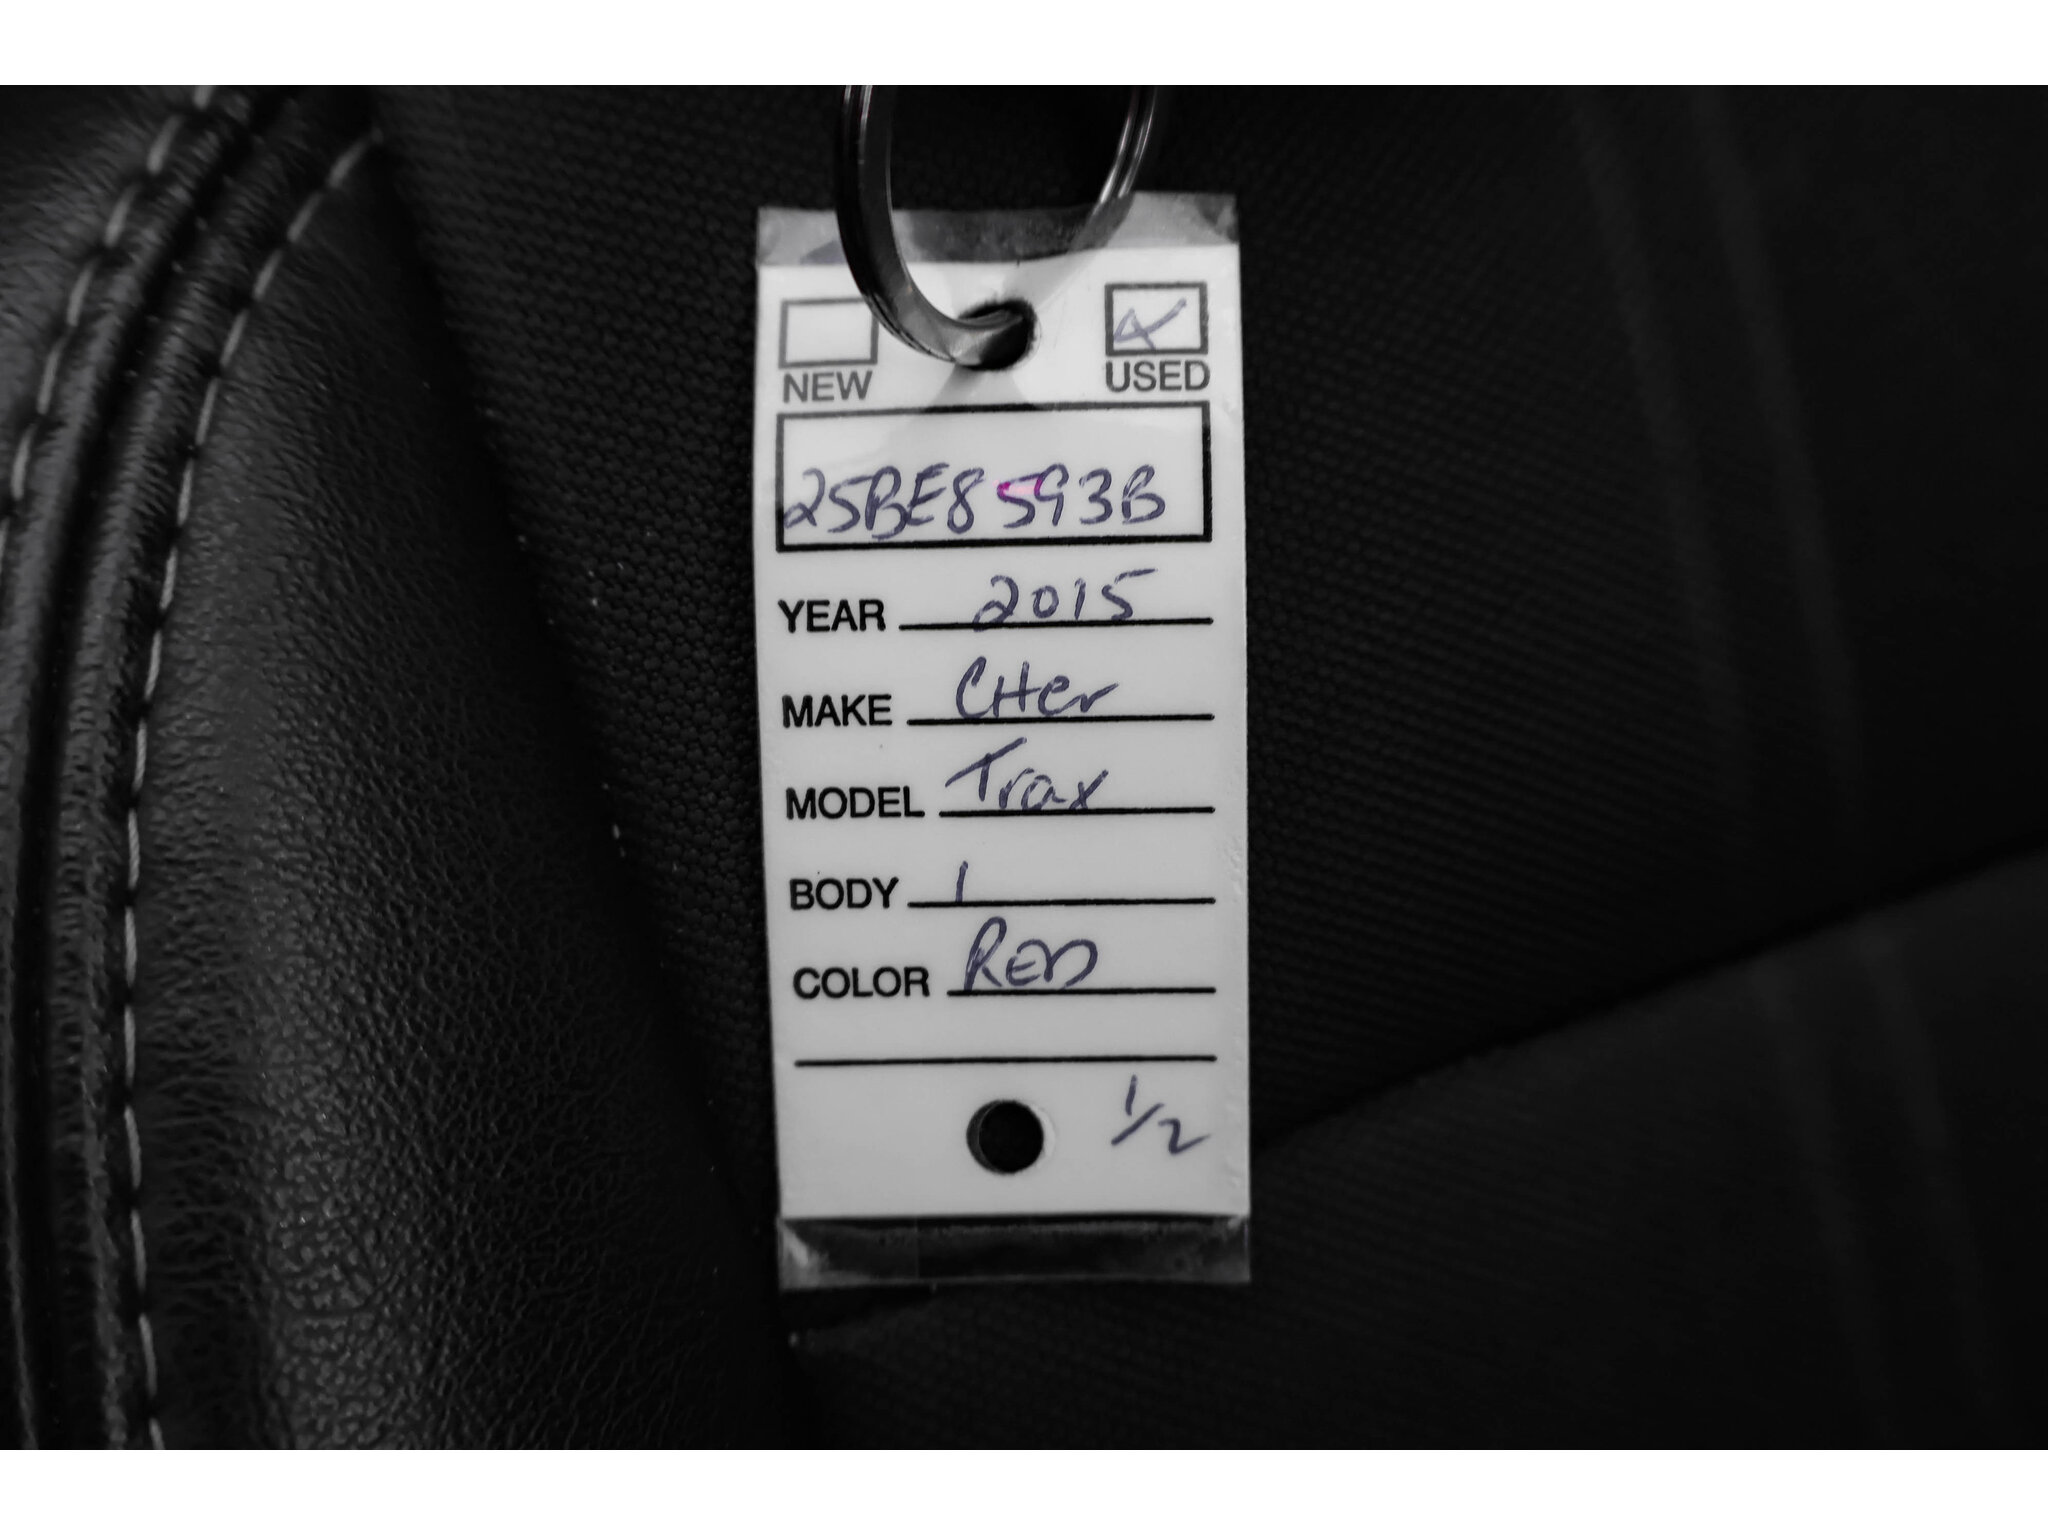 NEW USED
25BE8593B
YEAR 2015
MAKE CHev
MODEL Trax
BODY 1
COLOR RED
1/2